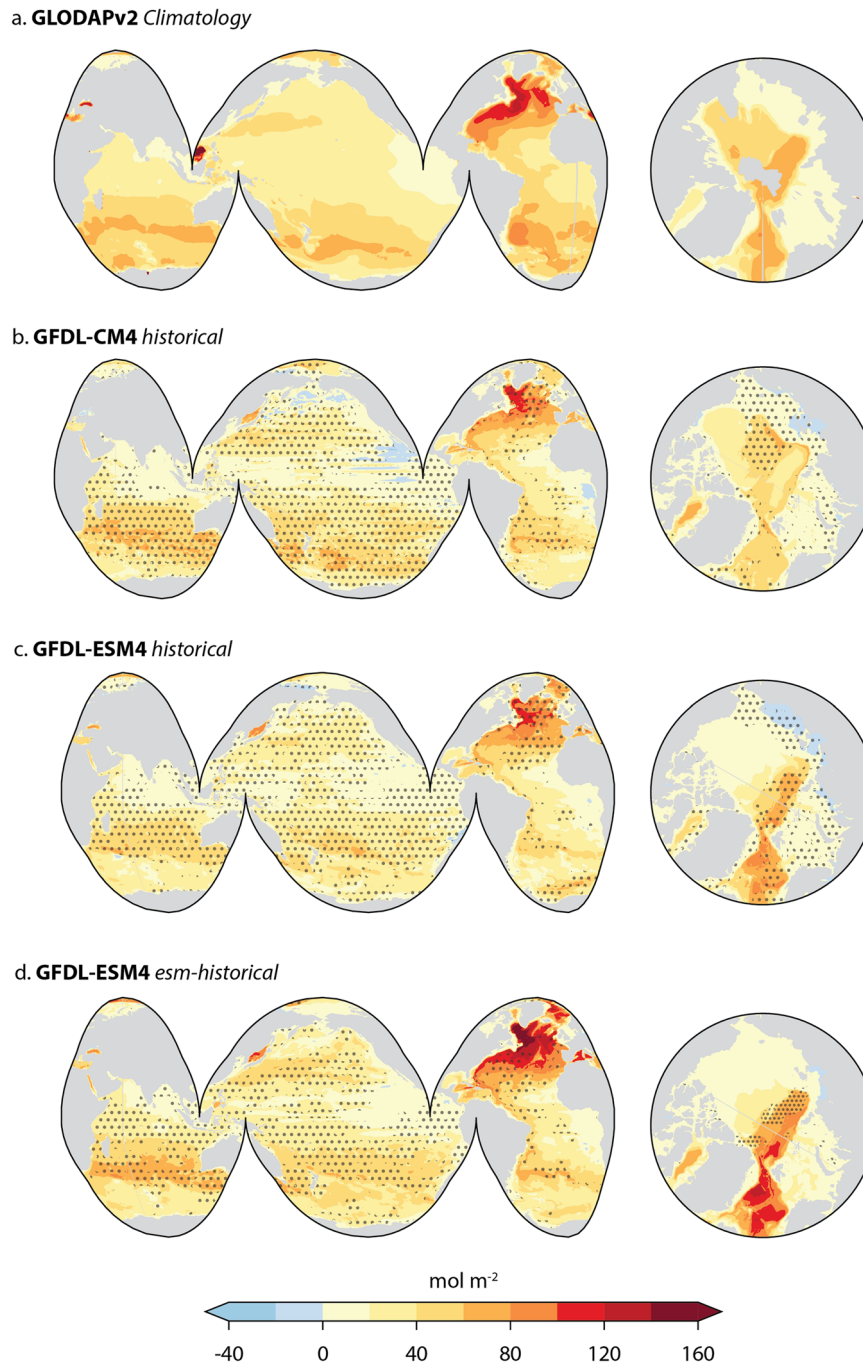 a. GLODAPv2 Climatology
b. GFDL-CM4 historical
c. GFDL-ESM4 historical
d. GFDL-ESM4 esm-historical
mol m⁻²
-40 0 40 80 120 160